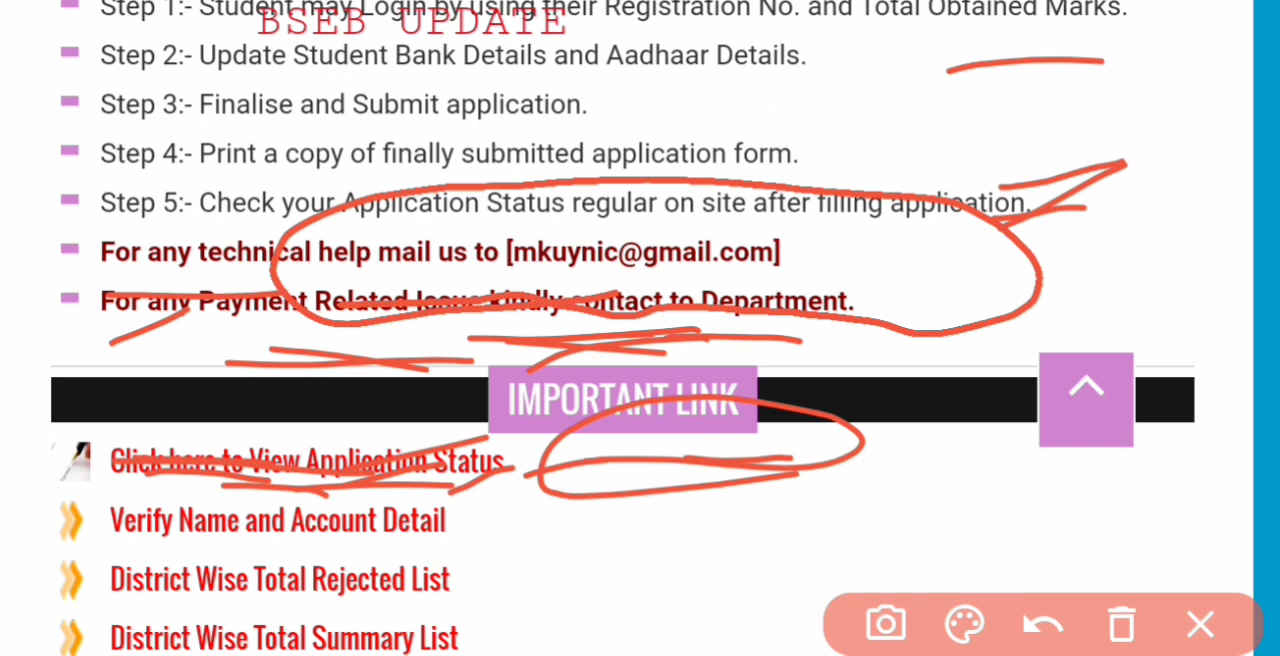 Step 1:- Student may Login by using their Registration No. and Total Obtained Marks.
BSEB UPDATE
Step 2:- Update Student Bank Details and Aadhaar Details.
Step 3:- Finalise and Submit application.
Step 4:- Print a copy of finally submitted application form.
Step 5:- Check your Application Status regular on site after filling application.
For any technical help mail us to [mkuynic@gmail.com]
For any Payment Related Issue kindly contact to Department.
IMPORTANT LINK
Click here to View Application Status
Verify Name and Account Detail
District Wise Total Rejected List
District Wise Total Summary List